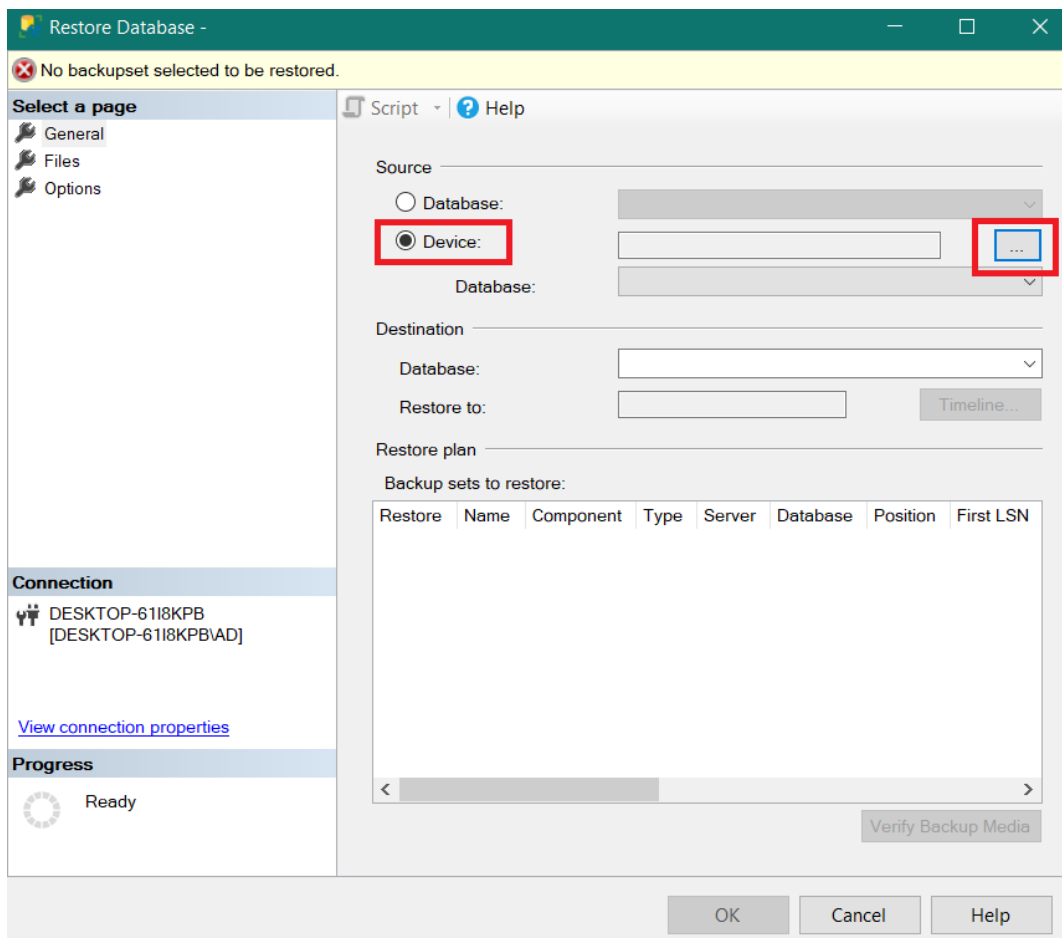 Restore Database -
No backupset selected to be restored.
Select a page
General
Files
Options
Script
Help
Source
Database:
Device:
...
Database:
Destination
Database:
Restore to:
Timeline...
Restore plan
Backup sets to restore:
Restore Name Component Type Server Database Position First LSN
Verify Backup Media
Connection
DESKTOP-61I8KPB
[DESKTOP-61I8KPB\AD]
View connection properties
Progress
Ready
OK Cancel Help